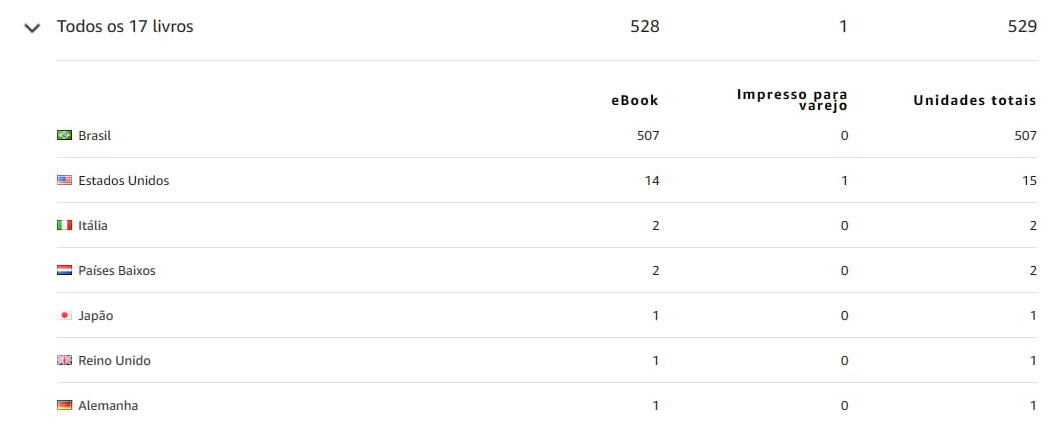 Todos os 17 livros 528 1 529
eBook Impresso para varejo Unidades totais
Brasil 507 0 507
Estados Unidos 14 1 15
Itália 2 0 2
Países Baixos 2 0 2
Japão 1 0 1
Reino Unido 1 0 1
Alemanha 1 0 1